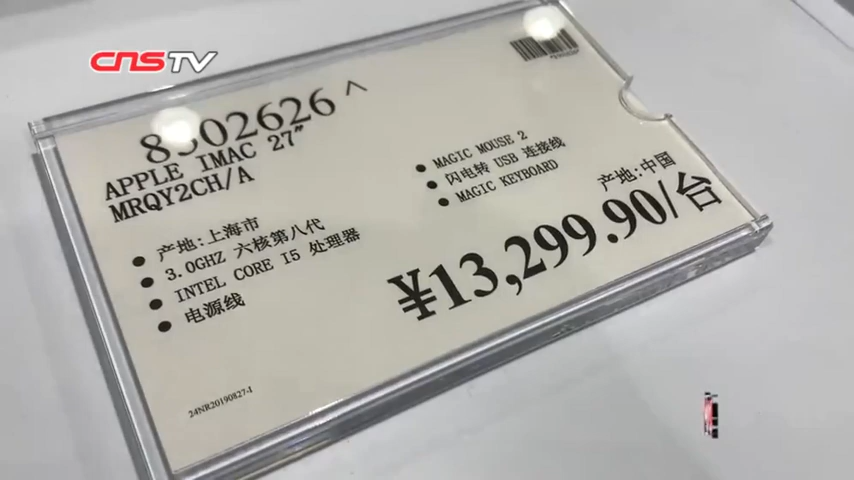 CNSTV
8502626 ^
APPLE IMAC 27"
MRQY2CH/A
● 产地:上海市
● 3.0GHZ 六核第八代
● INTEL CORE I5 处理器
● 电源线
● MAGIC MOUSE 2
● 闪电转 USB 连接线
● MAGIC KEYBOARD
产地:中国
¥13,299.90/台
24NR20190827-I